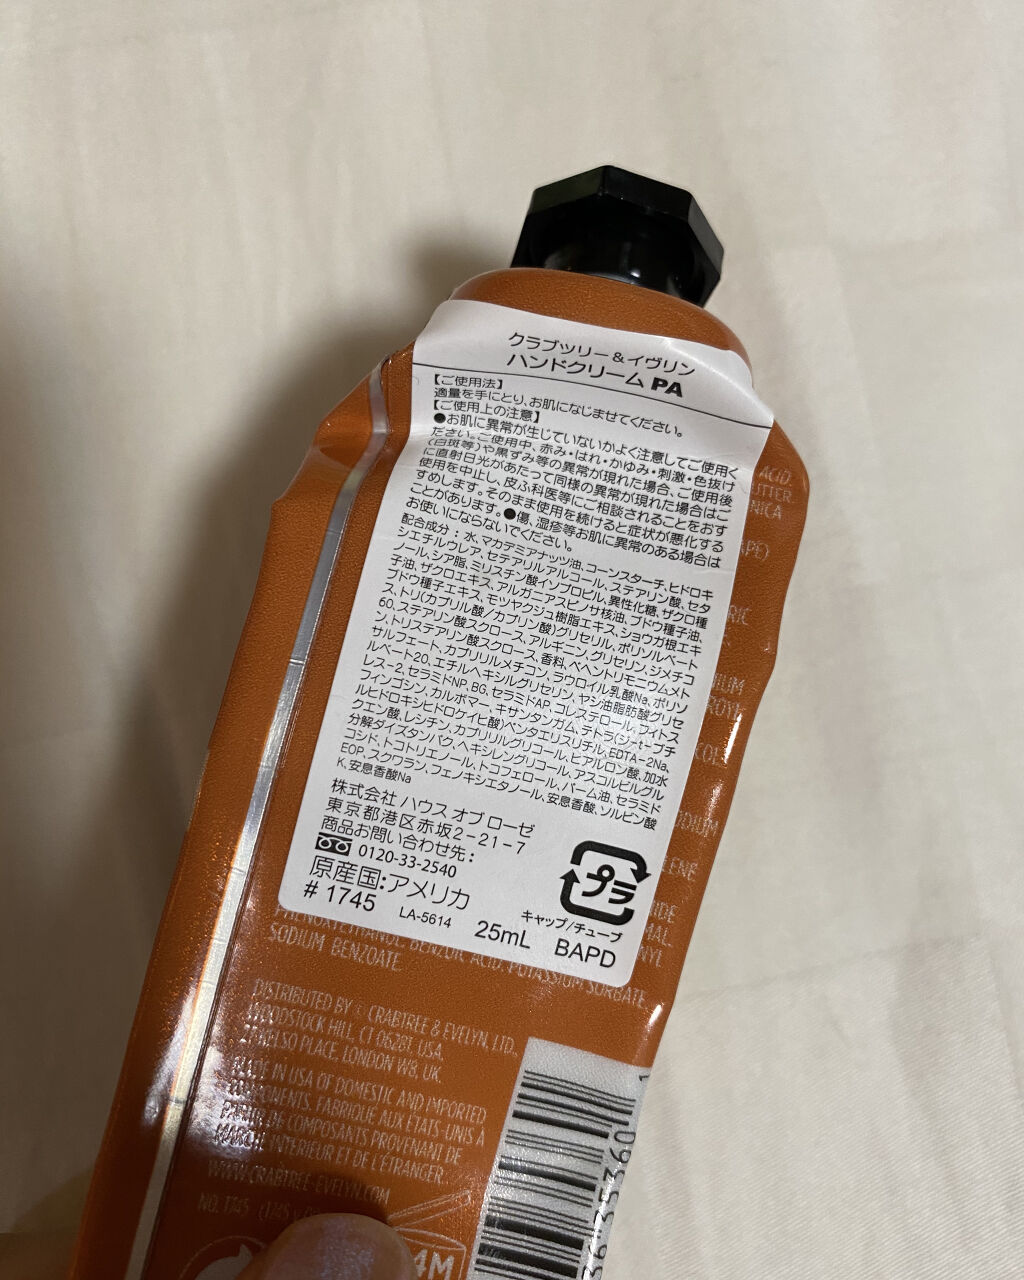 クラブツリー&イヴリン
ハンドクリーム PA
【ご使用法】
適量を手にとり、お肌になじませてください。
【ご使用上の注意】
●お肌に異常が生じていないかよく注意してご使用く
ださい。ご使用中、赤み・はれ・かゆみ・刺激・色抜け
(白斑等)や黒ずみ等の異常が現れた場合、ご使用後
に直射日光があたって同様の異常が現れた場合はご
使用を中止し、皮ふ科医等にご相談されることをおす
すめします。そのまま使用を続けると症状が悪化する
ことがあります。●傷、湿疹等お肌に異常のある場合は
お使いにならないでください。
配合成分:水、マカデミアナッツ油、コーンスターチ、ヒドロキ
シエチルウレア、セテアリルアルコール、ステアリン酸、セタ
ノール、シア脂、ミリスチン酸イソプロピル、異性化糖、ザクロ種
子油、ザクロエキス、アルガニアスピノサ核油、ブドウ種子油、
ブドウ種子エキス、モツヤクジュ樹脂エキス、ショウガ根エキ
ス、トリ(カプリル酸/カプリン酸)グリセリル、ポリソルベート
60、ステアリン酸スクロース、アルギニン、グリセリン、ジメチコ
ン、トリステアリン酸スクロース、香料、ベヘントリモニウムメト
サルフェート、カプリリルメチコン、ラウロイル乳酸Na、ポリソ
ルベート20、エチルヘキシルグリセリン、ヤシ油脂肪酸グリセ
レス-2、セラミドNP、BG、セラミドAP、コレステロール、フィトス
フィンゴシン、カルボマー、キサンタンガム、テトラ(ジ-t-ブチ
ルヒドロキシヒドロケイヒ酸)ペンタエリスリチル、EDTA-2Na、
クエン酸、レシチン、カプリリルグリコール、ヒアルロン酸、加水
分解ダイズタンパク、ヘキシレングリコール、アスコルビルグル
コシド、トコトリエノール、トコフェロール、パーム油、セラミド
EOP、スクワラン、フェノキシエタノール、安息香酸、ソルビン酸
K、安息香酸Na
株式会社 ハウス オブ ローゼ
東京都港区赤坂2-21-7
商品お問い合わせ先:
0120-33-2540
原産国:アメリカ
# 1745 LA-5614 25mL
プラ
キャップ/チューブ
BAPD
ACID
NICA
PHENOXYETHANOL, BENZOIC ACID, POTASSIUM SORBATE,
SODIUM BENZOATE.
DISTRIBUTED BY © CRABTREE & EVELYN, LTD.,
WOODSTOCK HILL, CT 06281, USA.
KELSO PLACE, LONDON W8, UK.
MADE IN USA OF DOMESTIC AND IMPORTED
COMPONENTS. FABRIQUÉ AUX ÉTATS-UNIS À
PARTIR DE COMPOSANTS PROVENANT DE
MARCHÉ INTÉRIEUR ET DE L'ÉTRANGER.
WWW.CRABTREE-EVELYN.COM
NO. 1745